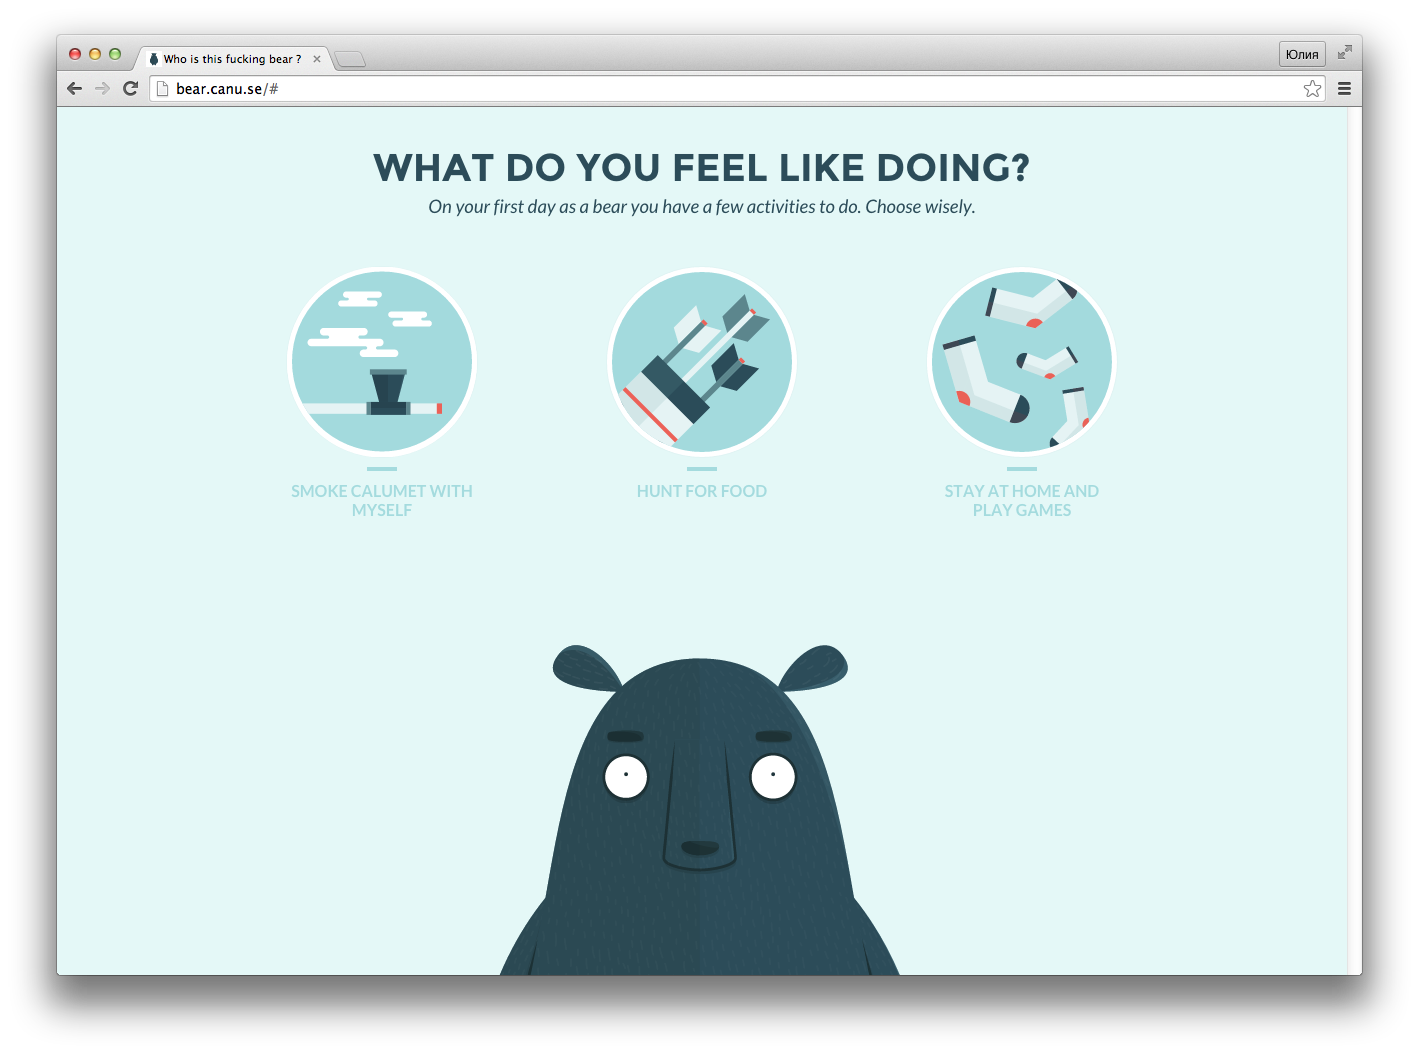 Who is this fucking bear ?
Юлия
bear.canu.se/#
WHAT DO YOU FEEL LIKE DOING?
On your first day as a bear you have a few activities to do. Choose wisely.
SMOKE CALUMET WITH
MYSELF
HUNT FOR FOOD
STAY AT HOME AND
PLAY GAMES